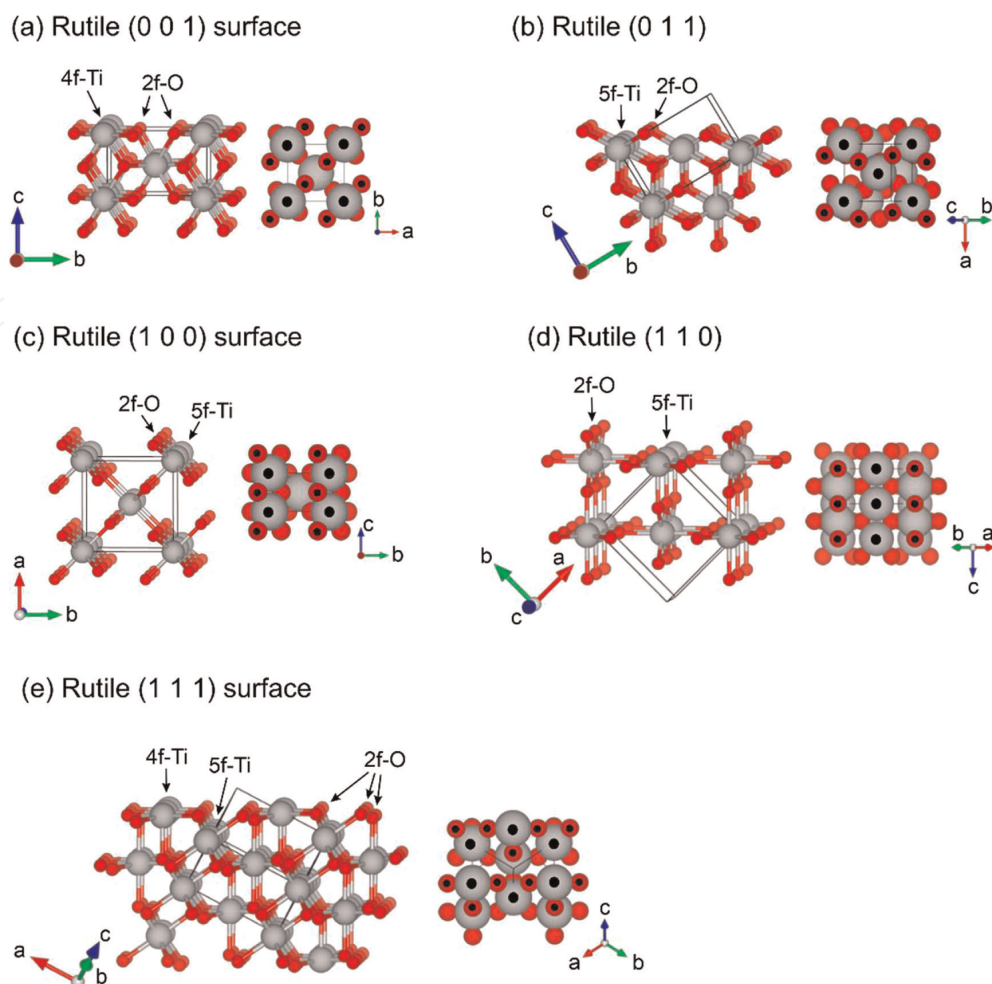 (a) Rutile (0 0 1) surface
4f-Ti 2f-O
c
b
b
a
(b) Rutile (0 1 1)
5f-Ti 2f-O
c
b
c b
a
(c) Rutile (1 0 0) surface
2f-O 5f-Ti
a
b
c
b
(d) Rutile (1 1 0)
2f-O
5f-Ti
b a
c
b a
c
(e) Rutile (1 1 1) surface
4f-Ti
5f-Ti
2f-O
a
c
b
c
a b